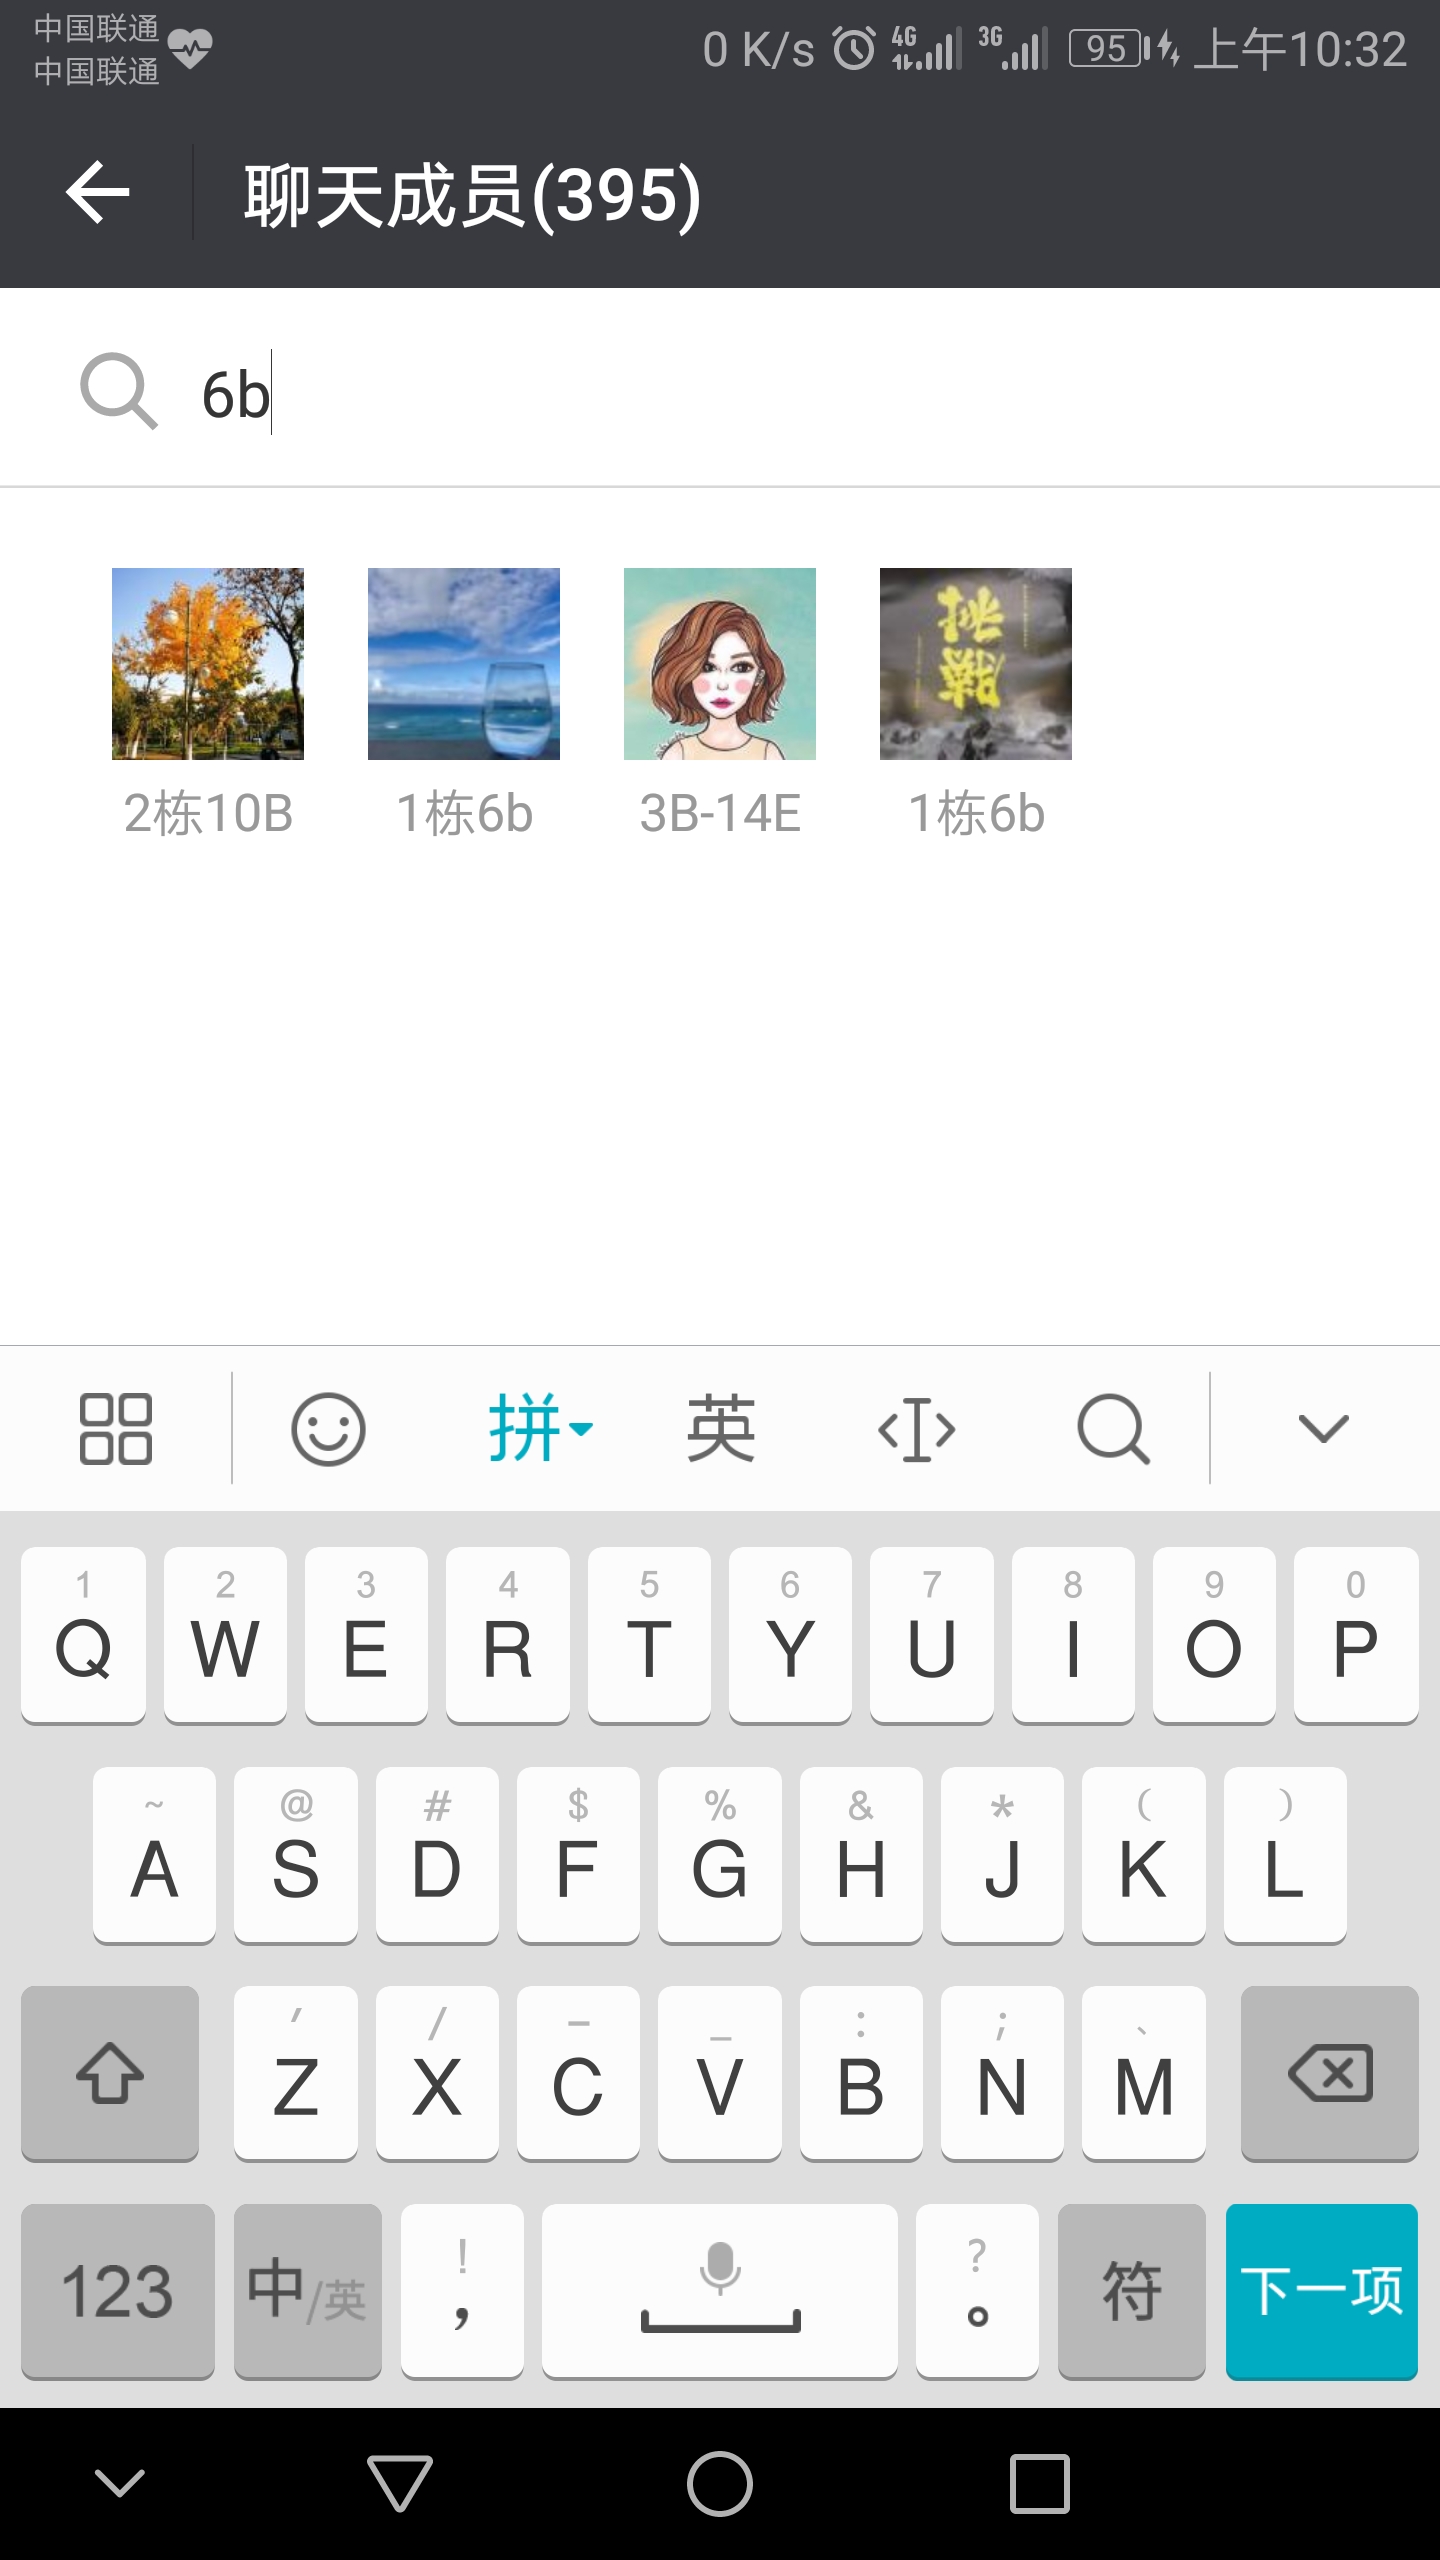 中国联通
中国联通
0 K/s 4G 3G 95 上午10:32
聊天成员(395)
6b
挑戰
2栋10B 1栋6b 3B-14E 1栋6b
拼 英
1 2 3 4 5 6 7 8 9 0
Q W E R T Y U I O P
~ @ # $ % & * ( )
A S D F G H J K L
′ / − _ : ; 、
Z X C V B N M
! ?
123 中/英 , 。 符 下一项